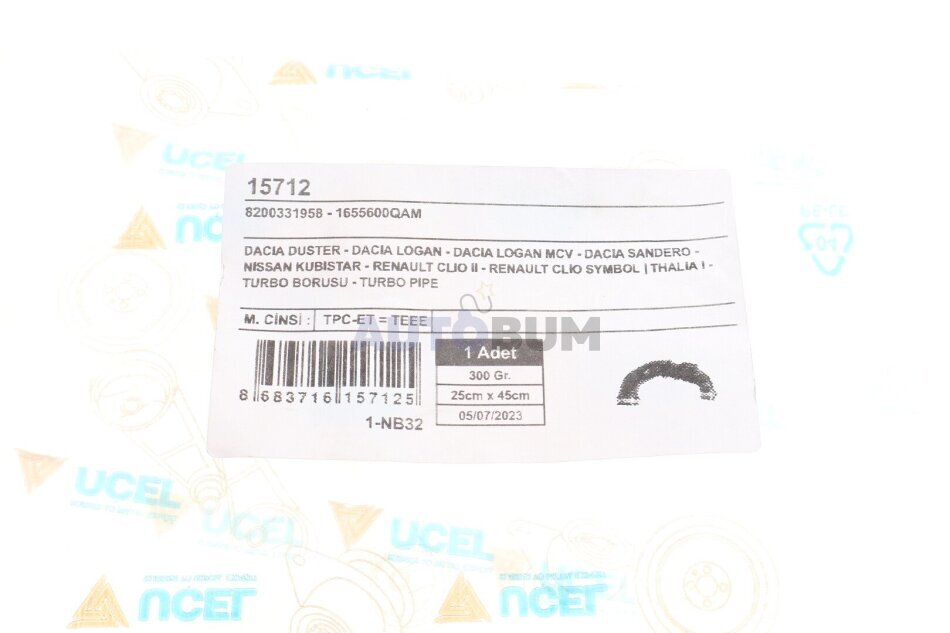 UCEL
UCEL
15712
8200331958 - 1655600QAM
DACIA DUSTER - DACIA LOGAN - DACIA LOGAN MCV - DACIA SANDERO -
NISSAN KUBISTAR - RENAULT CLIO II - RENAULT CLIO SYMBOL | THALIA I -
TURBO BORUSU - TURBO PIPE
M. CİNSİ : TPC-ET = TEEE
AUTOBUM
1 Adet
300 Gr.
25cm x 45cm
05/07/2023
8 683716 157125
1-NB32
04
UCEL
UCEL
UCEL
UCEL